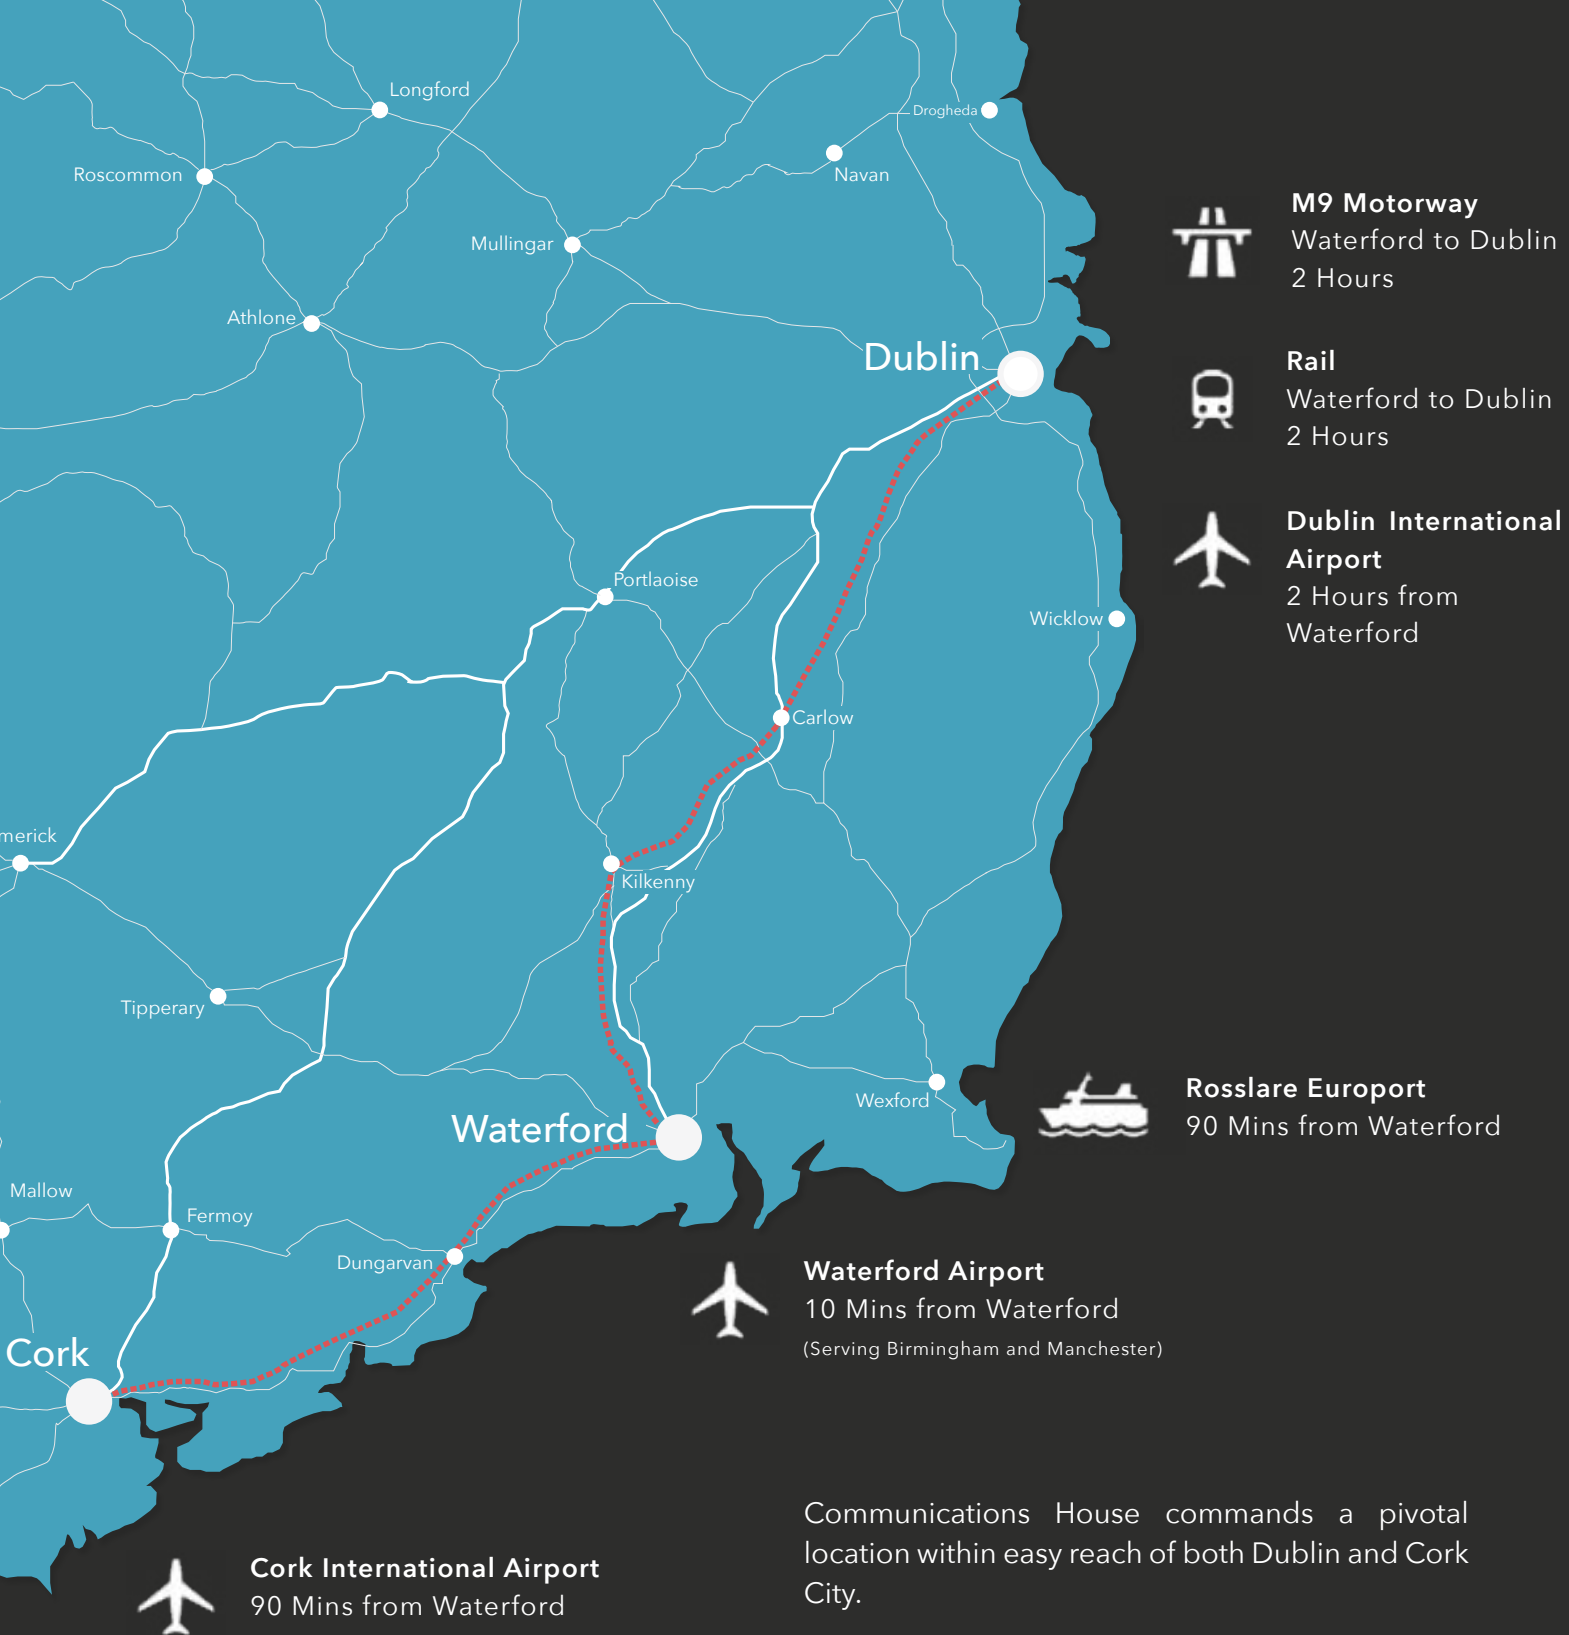 Longford
Drogheda
Roscommon
Navan
Mullingar
Athlone
Dublin
Portlaoise
Wicklow
Carlow
merick
Kilkenny
Tipperary
Wexford
Waterford
Mallow
Fermoy
Dungarvan
Cork
M9 Motorway
Waterford to Dublin
2 Hours
Rail
Waterford to Dublin
2 Hours
Dublin International
Airport
2 Hours from
Waterford
Rosslare Europort
90 Mins from Waterford
Waterford Airport
10 Mins from Waterford
(Serving Birmingham and Manchester)
Communications House commands a pivotal
location within easy reach of both Dublin and Cork
City.
Cork International Airport
90 Mins from Waterford